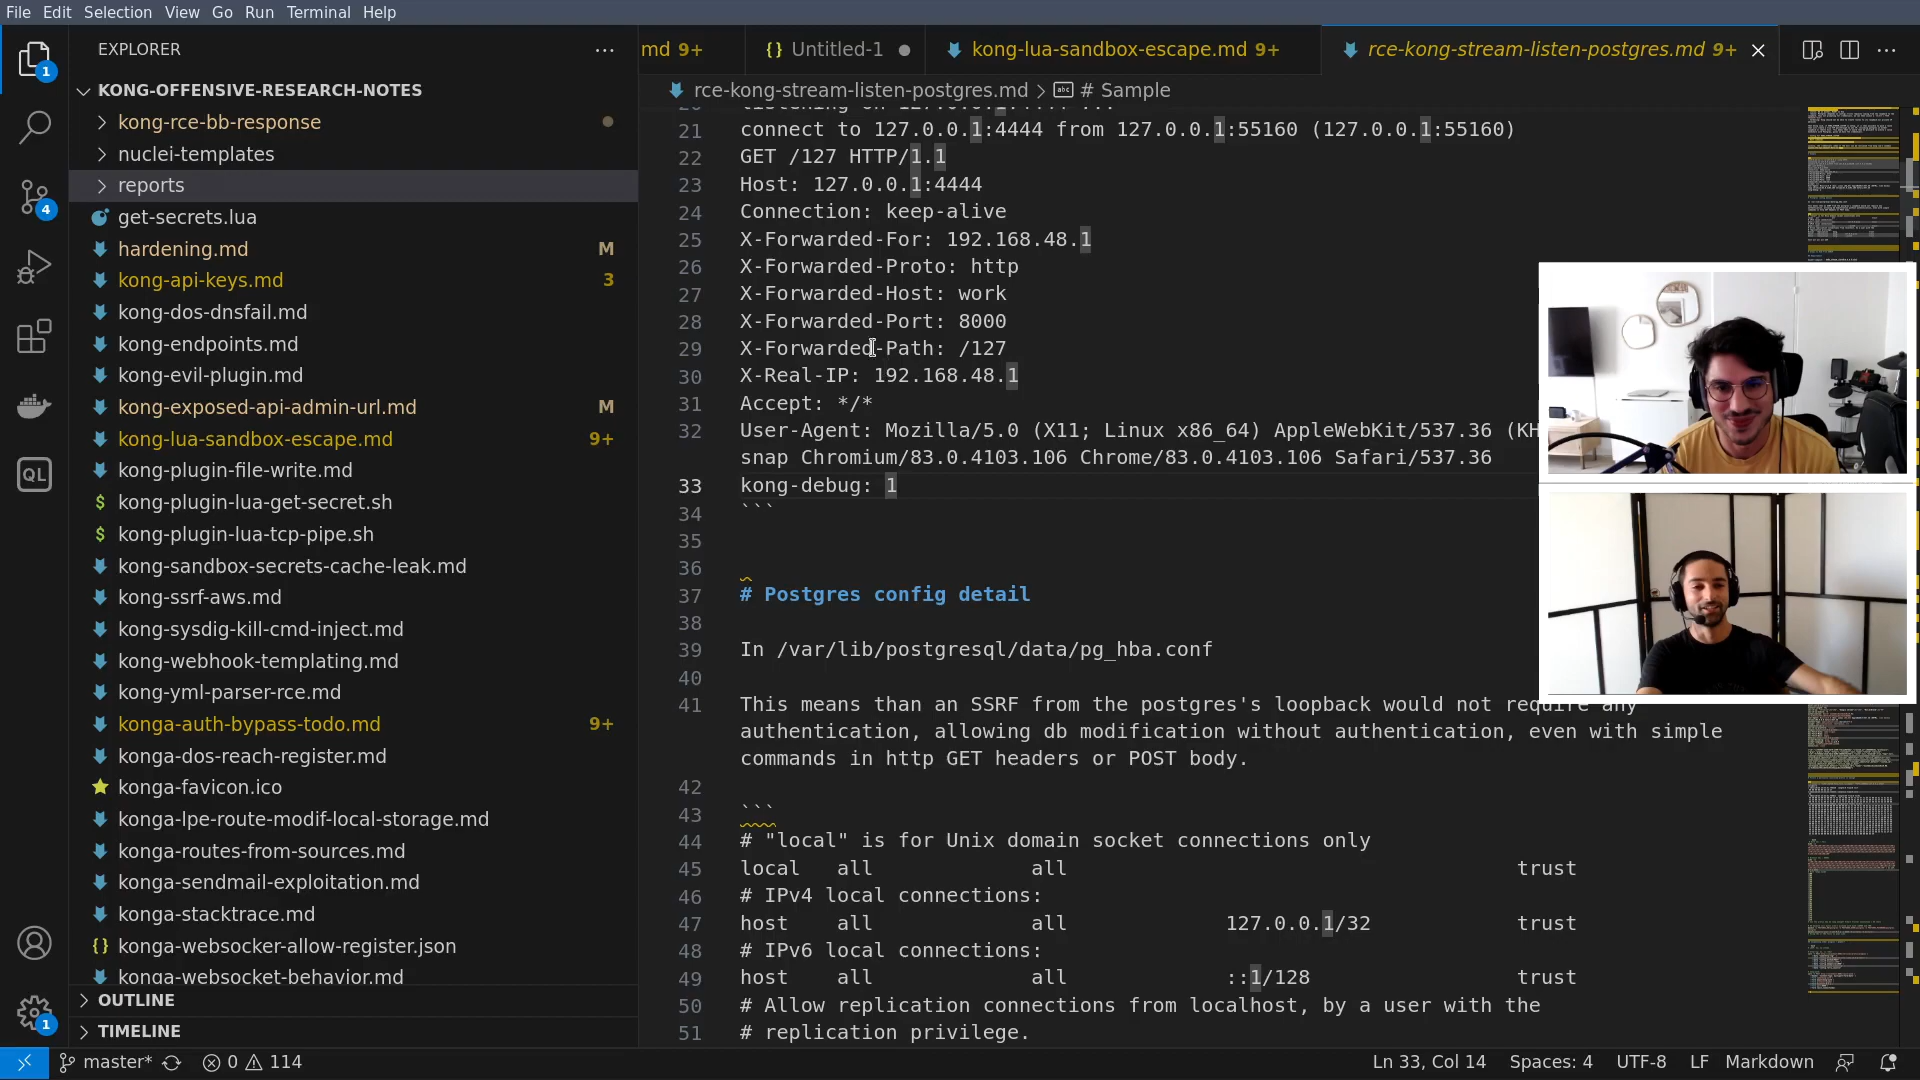 File Edit Selection View Go Run Terminal Help
EXPLORER
md 9+
Untitled-1
kong-lua-sandbox-escape.md 9+
rce-kong-stream-listen-postgres.md 9+
KONG-OFFENSIVE-RESEARCH-NOTES
rce-kong-stream-listen-postgres.md > # Sample
kong-rce-bb-response
nuclei-templates
reports
get-secrets.lua
hardening.md M
kong-api-keys.md 3
kong-dos-dnsfail.md
kong-endpoints.md
kong-evil-plugin.md
kong-exposed-api-admin-url.md M
kong-lua-sandbox-escape.md 9+
kong-plugin-file-write.md
kong-plugin-lua-get-secret.sh
kong-plugin-lua-tcp-pipe.sh
kong-sandbox-secrets-cache-leak.md
kong-ssrf-aws.md
kong-sysdig-kill-cmd-inject.md
kong-webhook-templating.md
kong-yml-parser-rce.md
konga-auth-bypass-todo.md 9+
konga-dos-reach-register.md
konga-favicon.ico
konga-lpe-route-modif-local-storage.md
konga-routes-from-sources.md
konga-sendmail-exploitation.md
konga-stacktrace.md
konga-websocker-allow-register.json
konga-websocket-behavior.md
OUTLINE
TIMELINE
21 connect to 127.0.0.1:4444 from 127.0.0.1:55160 (127.0.0.1:55160)
22 GET /127 HTTP/1.1
23 Host: 127.0.0.1:4444
24 Connection: keep-alive
25 X-Forwarded-For: 192.168.48.1
26 X-Forwarded-Proto: http
27 X-Forwarded-Host: work
28 X-Forwarded-Port: 8000
29 X-Forwarded-Path: /127
30 X-Real-IP: 192.168.48.1
31 Accept: */*
32 User-Agent: Mozilla/5.0 (X11; Linux x86_64) AppleWebKit/537.36 (KH
snap Chromium/83.0.4103.106 Chrome/83.0.4103.106 Safari/537.36
33 kong-debug: 1
34 ```
35
36
37 # Postgres config detail
38
39 In /var/lib/postgresql/data/pg_hba.conf
40
41 This means than an SSRF from the postgres's loopback would not require any
authentication, allowing db modification without authentication, even with simple
commands in http GET headers or POST body.
42
43 ```
44 # "local" is for Unix domain socket connections only
45 local all all trust
46 # IPv4 local connections:
47 host all all 127.0.0.1/32 trust
48 # IPv6 local connections:
49 host all all ::1/128 trust
50 # Allow replication connections from localhost, by a user with the
51 # replication privilege.
1
4
QL
1
master* 0 114
Ln 33, Col 14 Spaces: 4 UTF-8 LF Markdown